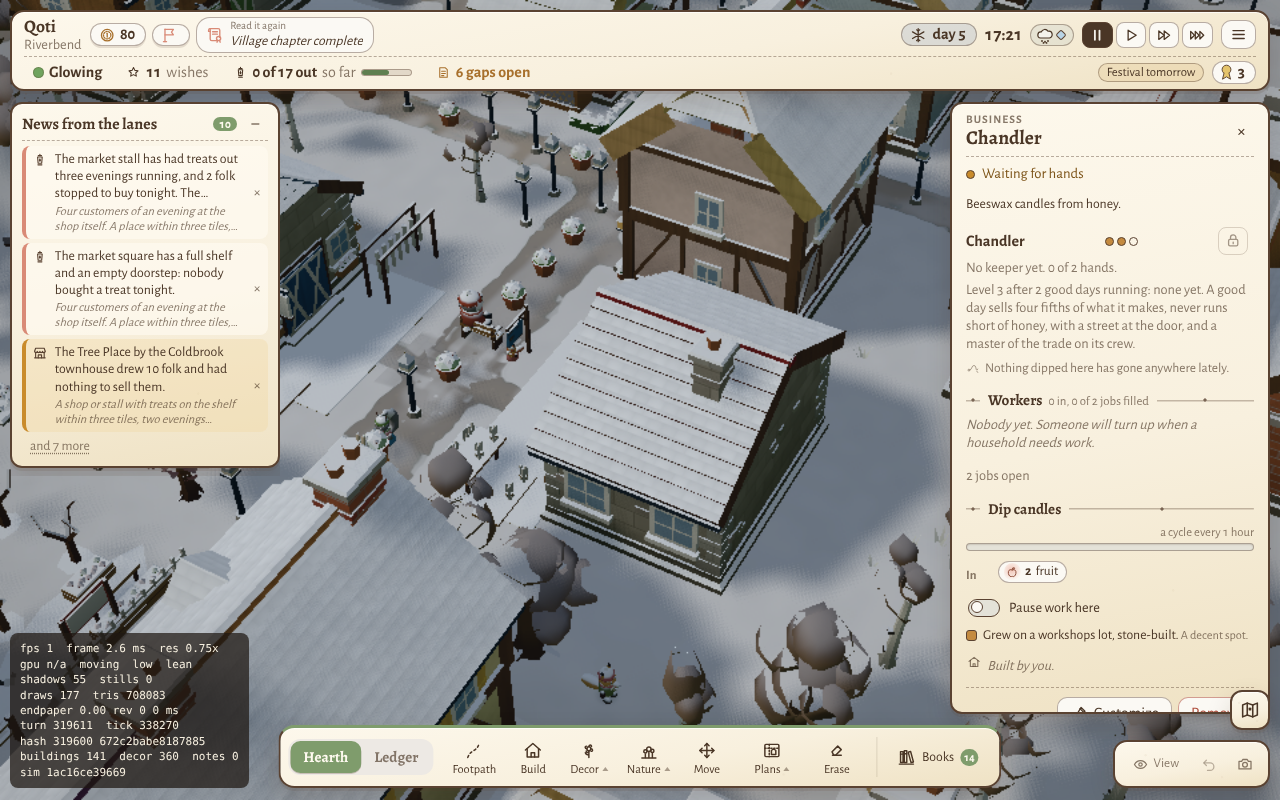 Qoti
Riverbend
80
Read it again
Village chapter complete
day 5
17:21
Glowing
11 wishes
0 of 17 out so far
6 gaps open
Festival tomorrow
3
News from the lanes
10
The market stall has had treats out
three evenings running, and 2 folk
stopped to buy tonight. The...
Four customers of an evening at the
shop itself. A place within three tiles,...
The market square has a full shelf
and an empty doorstep: nobody
bought a treat tonight.
Four customers of an evening at the
shop itself. A place within three tiles,...
The Tree Place by the Coldbrook
townhouse drew 10 folk and had
nothing to sell them.
A shop or stall with treats on the shelf
within three tiles, two evenings...
and 7 more
BUSINESS
Chandler
×
Waiting for hands
Beeswax candles from honey.
Chandler
No keeper yet. 0 of 2 hands.
Level 3 after 2 good days running: none yet. A good
day sells four fifths of what it makes, never runs
short of honey, with a street at the door, and a
master of the trade on its crew.
Nothing dipped here has gone anywhere lately.
Workers 0 in, 0 of 2 jobs filled
Nobody yet. Someone will turn up when a
household needs work.
2 jobs open
Dip candles
a cycle every 1 hour
In
2 fruit
Pause work here
Grew on a workshops lot, stone-built. A decent spot.
Built by you.
Customize
fps 1 frame 2.6 ms res 0.75x
gpu n/a moving low lean
shadows 55 stills 0
draws 177 tris 708083
endpaper 0.00 rev 0 0 ms
turn 319611 tick 338270
hash 319600 672c2babe8187885
buildings 141 decor 360 notes 0
sim 1ac16ce39669
Hearth
Ledger
Footpath
Build
Decor
Nature
Move
Plans
Erase
Books 14
View